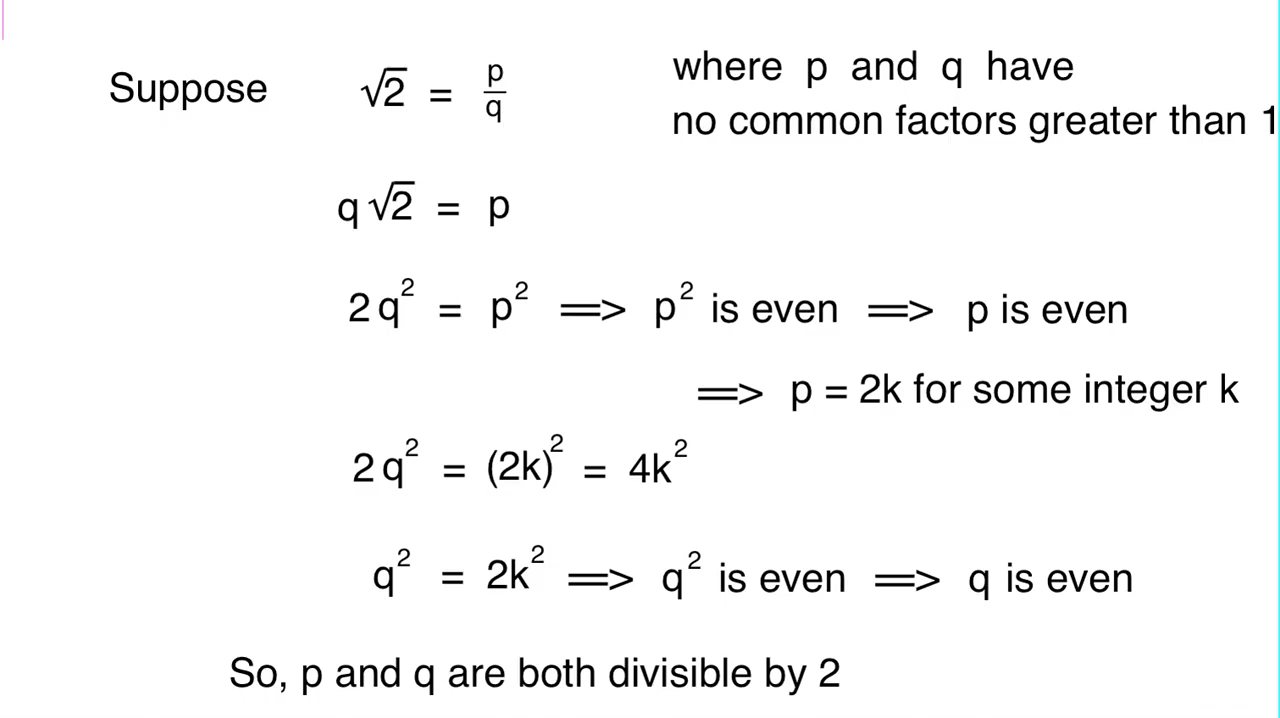 Suppose √2 = p/q where p and q have
no common factors greater than 1
q√2 = p
2q² = p² ==> p² is even ==> p is even
==> p = 2k for some integer k
2q² = (2k)² = 4k²
q² = 2k² ==> q² is even ==> q is even
So, p and q are both divisible by 2